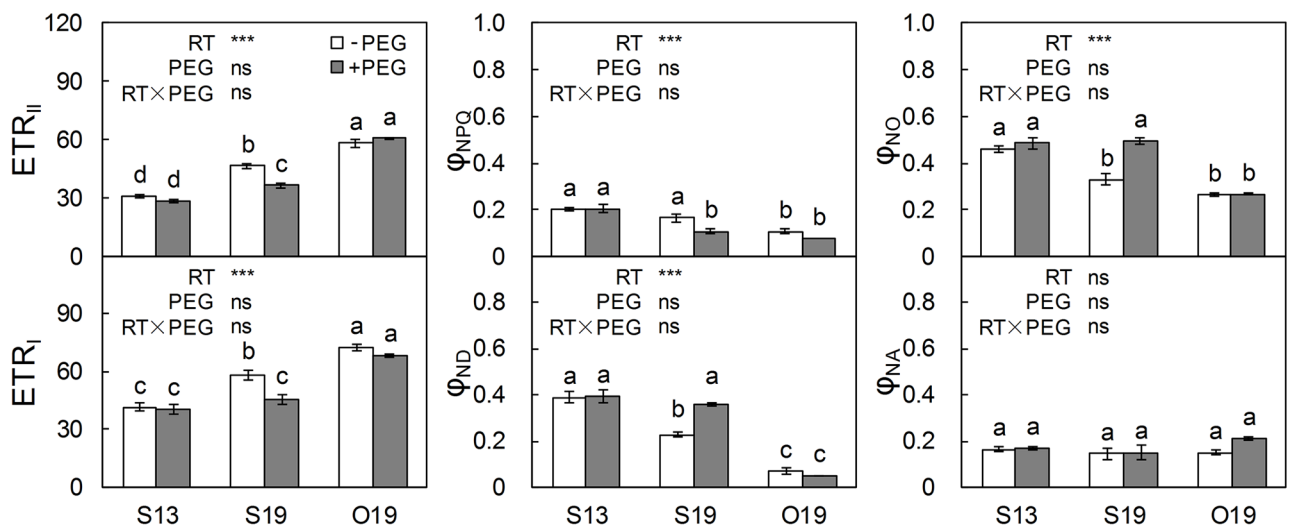 ETRII
120
90
60
30
0
RT ***
PEG ns
RT×PEG ns
-PEG
+PEG
d d b c a a
φNPQ
1.0
0.8
0.6
0.4
0.2
0
RT ***
PEG ns
RT×PEG ns
a a a b b b
φNO
1.0
0.8
0.6
0.4
0.2
0
RT ***
PEG ns
RT×PEG ns
a a b a b b
ETRI
90
60
30
0
RT ***
PEG ns
RT×PEG ns
c c b c a a
S13 S19 O19
φND
0.8
0.6
0.4
0.2
0
RT ***
PEG ns
RT×PEG ns
a a b a c c
S13 S19 O19
φNA
0.8
0.6
0.4
0.2
0
RT ns
PEG ns
RT×PEG ns
a a a a a a
S13 S19 O19